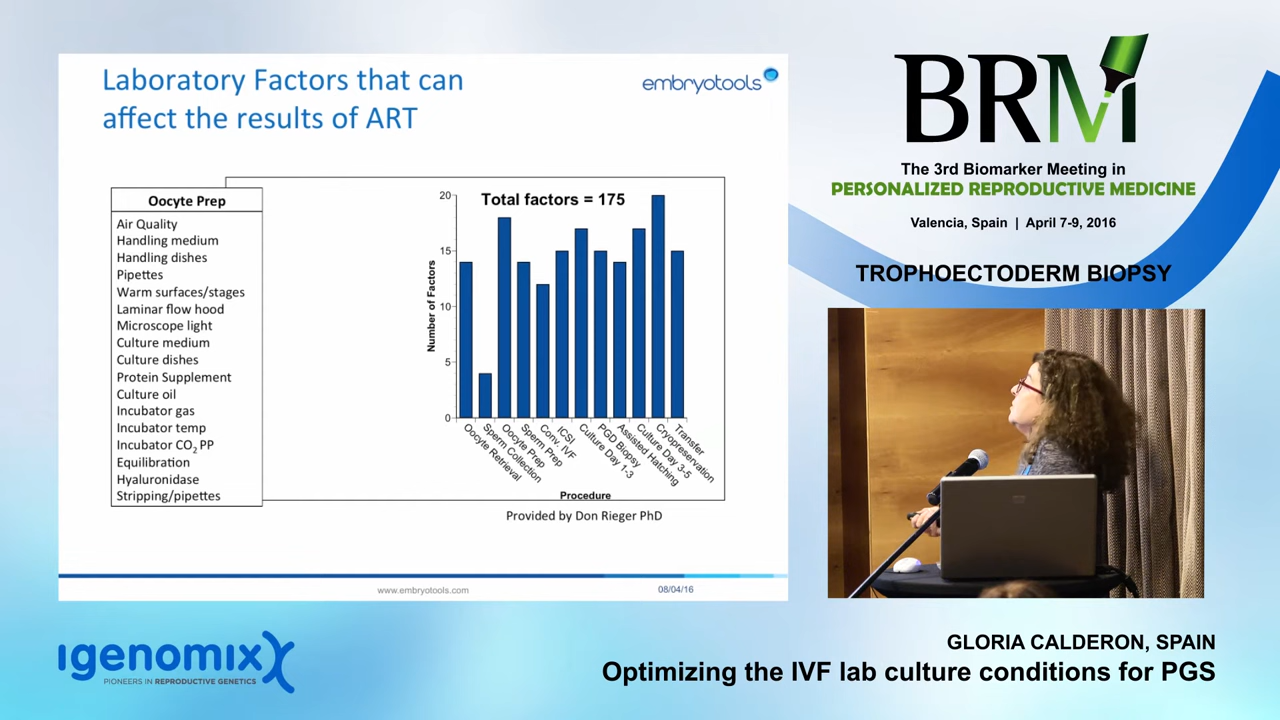 Laboratory Factors that can
affect the results of ART
embryotools
Oocyte Prep
Air Quality
Handling medium
Handling dishes
Pipettes
Warm surfaces/stages
Laminar flow hood
Microscope light
Culture medium
Culture dishes
Protein Supplement
Culture oil
Incubator gas
Incubator temp
Incubator CO2 PP
Equilibration
Hyaluronidase
Stripping/pipettes
Total factors = 175
Number of Factors
20
15
10
5
0
Oocyte Retrieval
Sperm Collection
Oocyte Prep
Sperm Prep
Conv. IVF
ICSI
Culture Day 1-3
PGD Biopsy
Assisted Hatching
Culture Day 3-5
Cryopreservation
Transfer
Procedure
Provided by Don Rieger PhD
www.embryotools.com
08/04/16
BRM
The 3rd Biomarker Meeting in
PERSONALIZED REPRODUCTIVE MEDICINE
Valencia, Spain | April 7-9, 2016
TROPHOECTODERM BIOPSY
igenomix
PIONEERS IN REPRODUCTIVE GENETICS
GLORIA CALDERON, SPAIN
Optimizing the IVF lab culture conditions for PGS